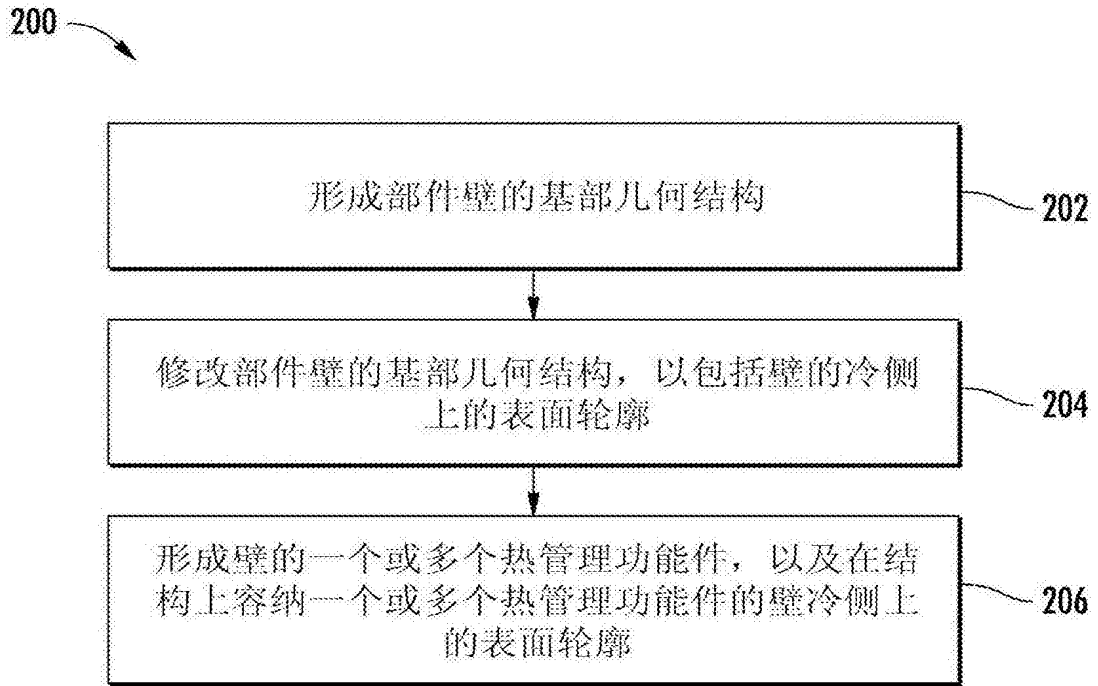 200
形成部件壁的基部几何结构
202
修改部件壁的基部几何结构，以包括壁的冷侧
上的表面轮廓
204
形成壁的一个或多个热管理功能件，以及在结
构上容纳一个或多个热管理功能件的壁冷侧上
的表面轮廓
206